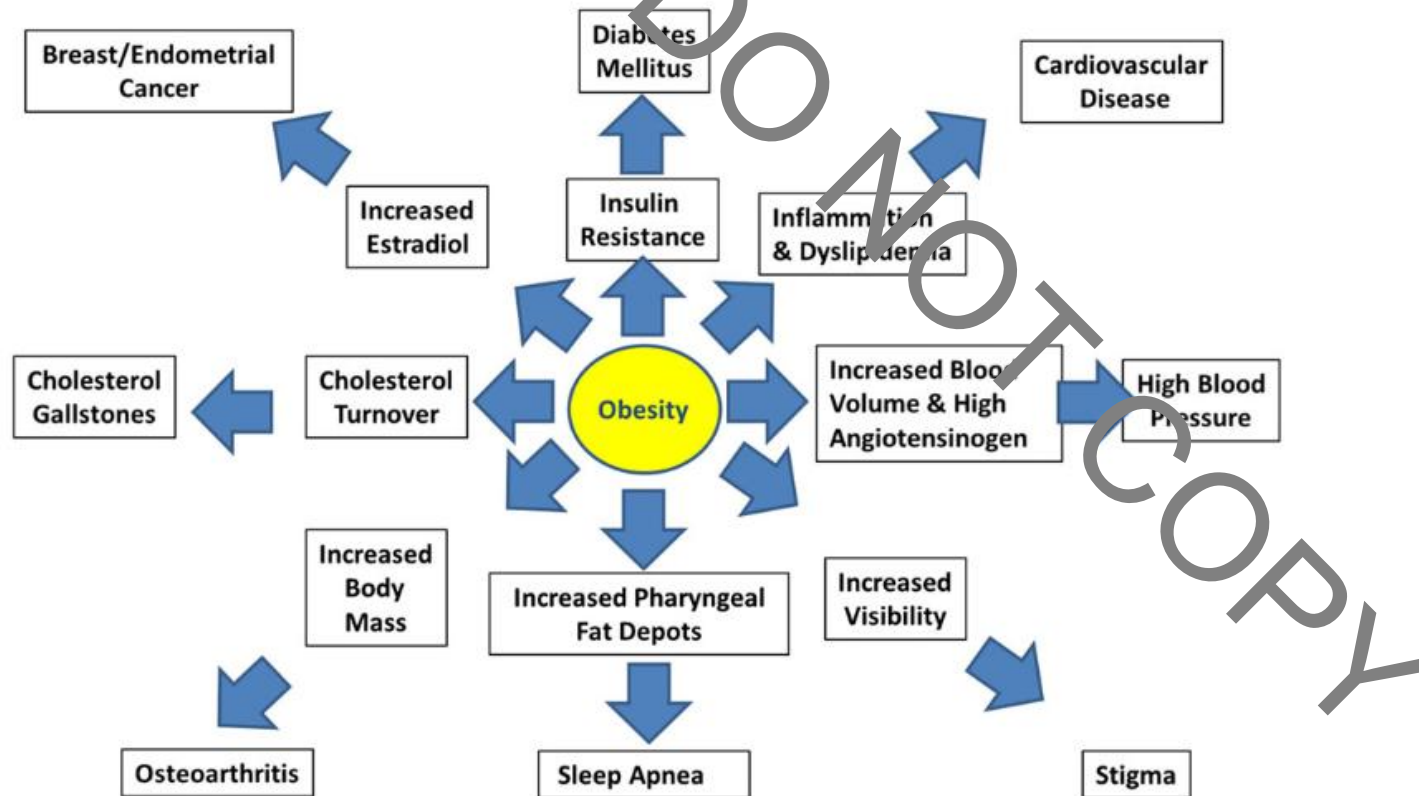 Breast/Endometrial
Cancer
Diabetes
Mellitus
Cardiovascular
Disease
Increased
Estradiol
Insulin
Resistance
Inflammation
& Dyslipidemia
Cholesterol
Gallstones
Cholesterol
Turnover
Obesity
Increased Blood
Volume & High
Angiotensinogen
High Blood
Pressure
Increased
Body
Mass
Increased Pharyngeal
Fat Depots
Increased
Visibility
Osteoarthritis
Sleep Apnea
Stigma
DO NOT COPY